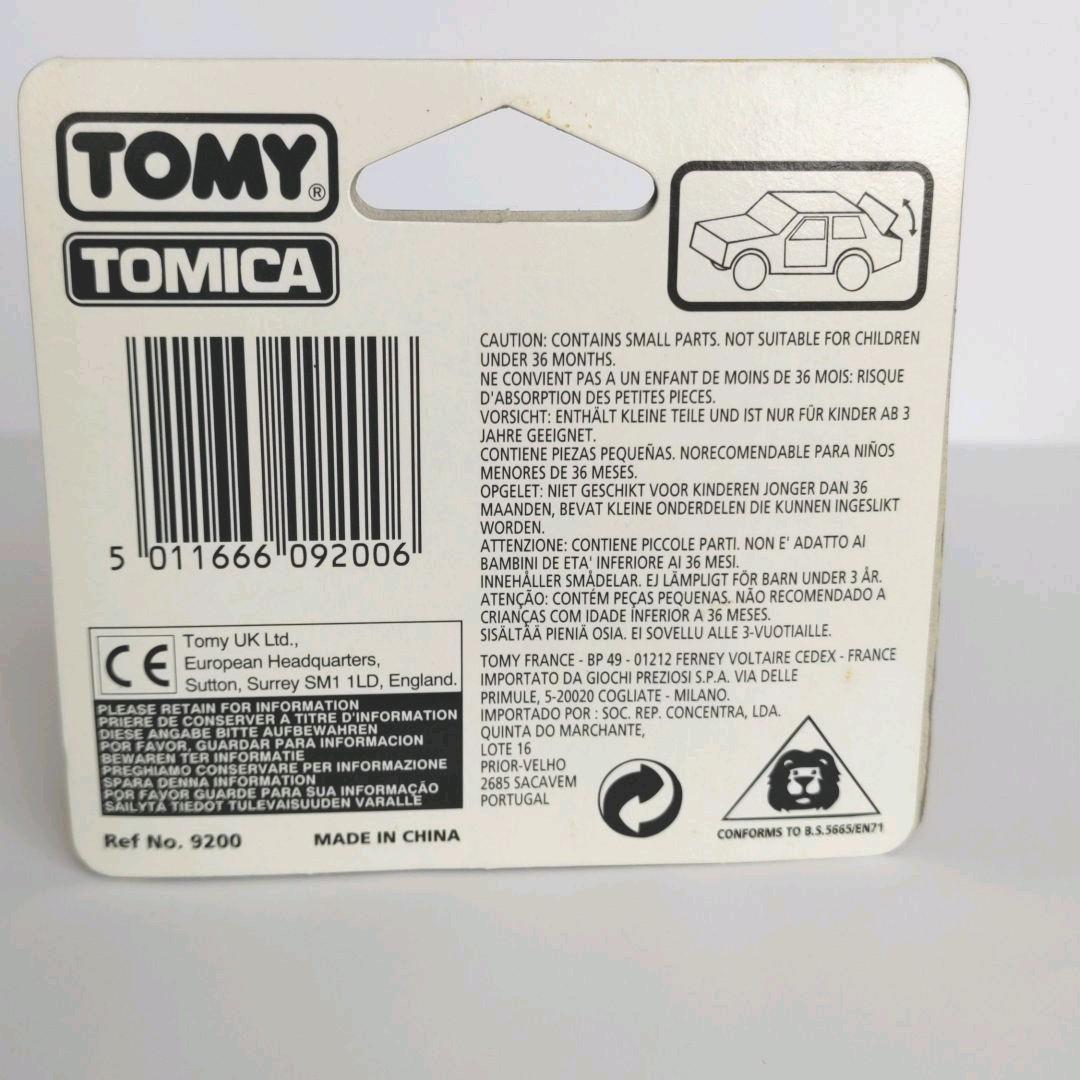 TOMY®
TOMICA
5 011666 092006
CAUTION: CONTAINS SMALL PARTS. NOT SUITABLE FOR CHILDREN
UNDER 36 MONTHS.
NE CONVIENT PAS A UN ENFANT DE MOINS DE 36 MOIS: RISQUE
D'ABSORPTION DES PETITES PIECES.
VORSICHT: ENTHÄLT KLEINE TEILE UND IST NUR FÜR KINDER AB 3
JAHRE GEEIGNET.
CONTIENE PIEZAS PEQUEÑAS. NORECOMENDABLE PARA NIÑOS
MENORES DE 36 MESES.
OPGELET: NIET GESCHIKT VOOR KINDEREN JONGER DAN 36
MAANDEN, BEVAT KLEINE ONDERDELEN DIE KUNNEN INGESLIKT
WORDEN.
ATTENZIONE: CONTIENE PICCOLE PARTI. NON E' ADATTO AI
BAMBINI DE ETA' INFERIORE AI 36 MESI.
INNEHÅLLER SMÅDELAR. EJ LÄMPLIGT FÖR BARN UNDER 3 ÅR.
ATENÇÃO: CONTÉM PEÇAS PEQUENAS. NÃO RECOMENDADO A
CRIANÇAS COM IDADE INFERIOR A 36 MESES.
SISÄLTÄÄ PIENIÄ OSIA. EI SOVELLU ALLE 3-VUOTIAILLE.
TOMY FRANCE - BP 49 - 01212 FERNEY VOLTAIRE CEDEX - FRANCE
IMPORTATO DA GIOCHI PREZIOSI S.P.A. VIA DELLE
PRIMULE, 5-20020 COGLIATE - MILANO.
IMPORTADO POR : SOC. REP. CONCENTRA, LDA.
QUINTA DO MARCHANTE,
LOTE 16
PRIOR-VELHO
2685 SACAVEM
PORTUGAL
CE
Tomy UK Ltd.,
European Headquarters,
Sutton, Surrey SM1 1LD, England.
PLEASE RETAIN FOR INFORMATION
PRIERE DE CONSERVER A TITRE D'INFORMATION
DIESE ANGABE BITTE AUFBEWAHREN
POR FAVOR, GUARDAR PARA INFORMACION
BEWAREN TER INFORMATIE
PREGHIAMO CONSERVARE PER INFORMAZIONE
SPARA DENNA INFORMATION
POR FAVOR GUARDE PARA SUA INFORMAÇÃO
SÄILYTÄ TIEDOT TULEVAISUUDEN VARALLE
Ref No. 9200
MADE IN CHINA
CONFORMS TO B.S.5665/EN71